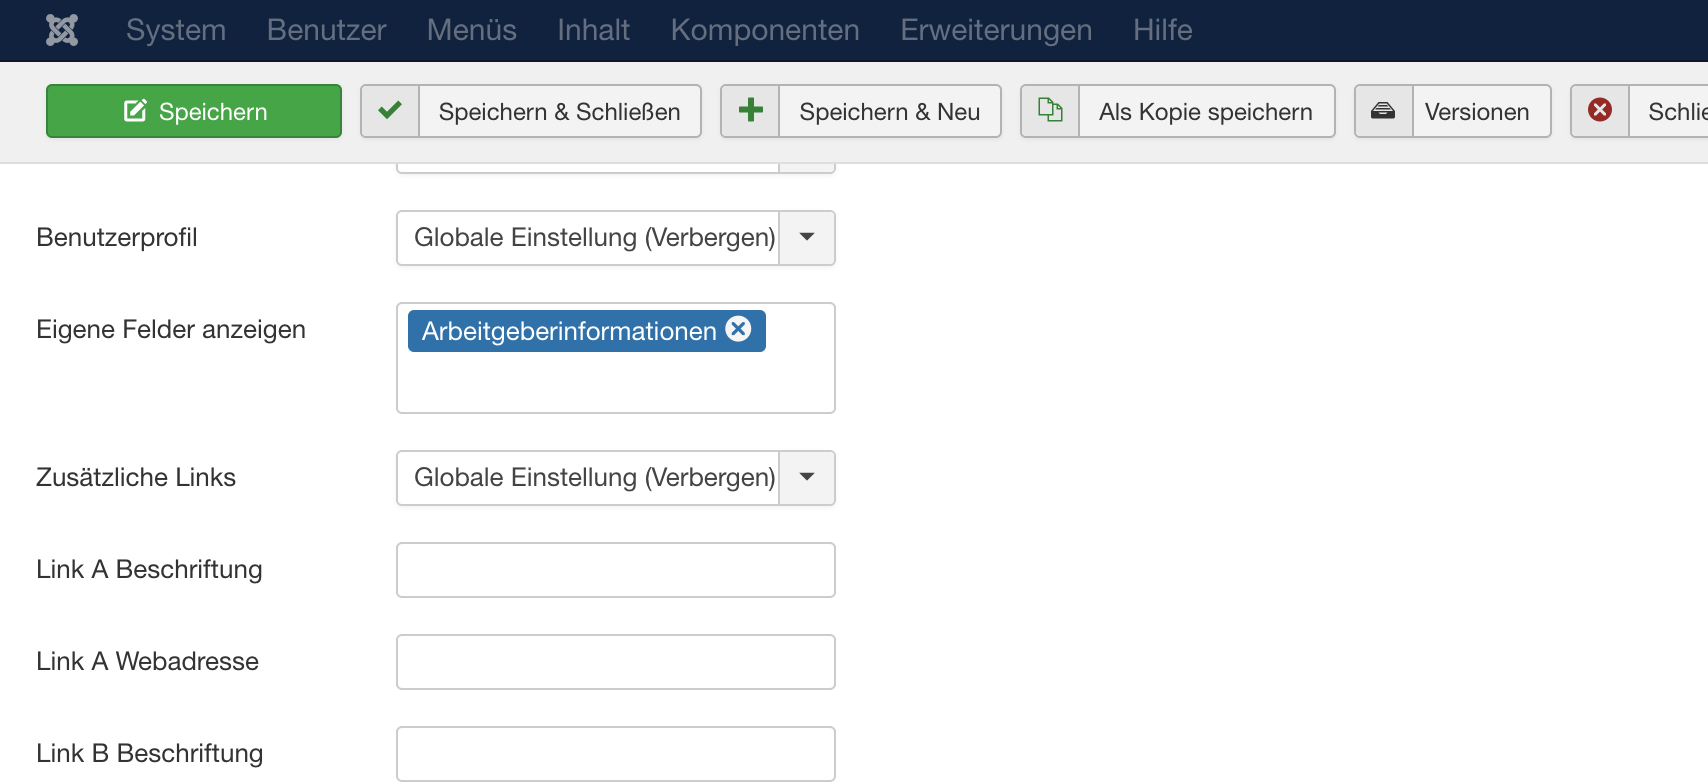 System Benutzer Menüs Inhalt Komponenten Erweiterungen Hilfe
Speichern Speichern & Schließen Speichern & Neu Als Kopie speichern Versionen
Benutzerprofil Globale Einstellung (Verbergen)
Eigene Felder anzeigen Arbeitgeberinformationen
Zusätzliche Links Globale Einstellung (Verbergen)
Link A Beschriftung
Link A Webadresse
Link B Beschriftung